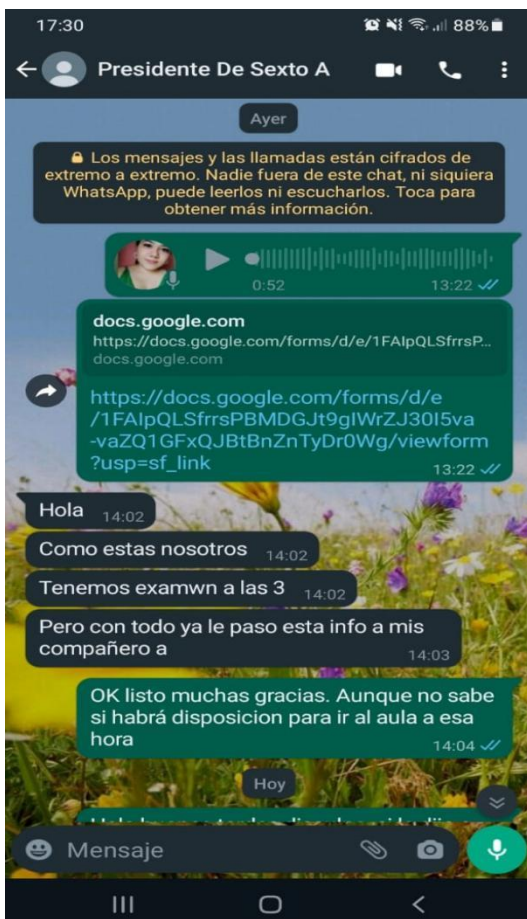 17:30
88%
Presidente De Sexto A
Ayer
Los mensajes y las llamadas están cifrados de
extremo a extremo. Nadie fuera de este chat, ni siquiera
WhatsApp, puede leerlos ni escucharlos. Toca para
obtener más información.
0:52
13:22
docs.google.com
https://docs.google.com/forms/d/e/1FAIpQLSfrrsP...
docs.google.com
https://docs.google.com/forms/d/e
/1FAIpQLSfrrsPBMDGJt9gIWrZJ30I5va
-vaZQ1GFxQJBtBnZnTyDr0Wg/viewform
?usp=sf_link
13:22
Hola
14:02
Como estas nosotros
14:02
Tenemos examwn a las 3
14:02
Pero con todo ya le paso esta info a mis
compañero a
14:03
OK listo muchas gracias. Aunque no sabe
si habrá disposicion para ir al aula a esa
hora
14:04
Hoy
Mensaje